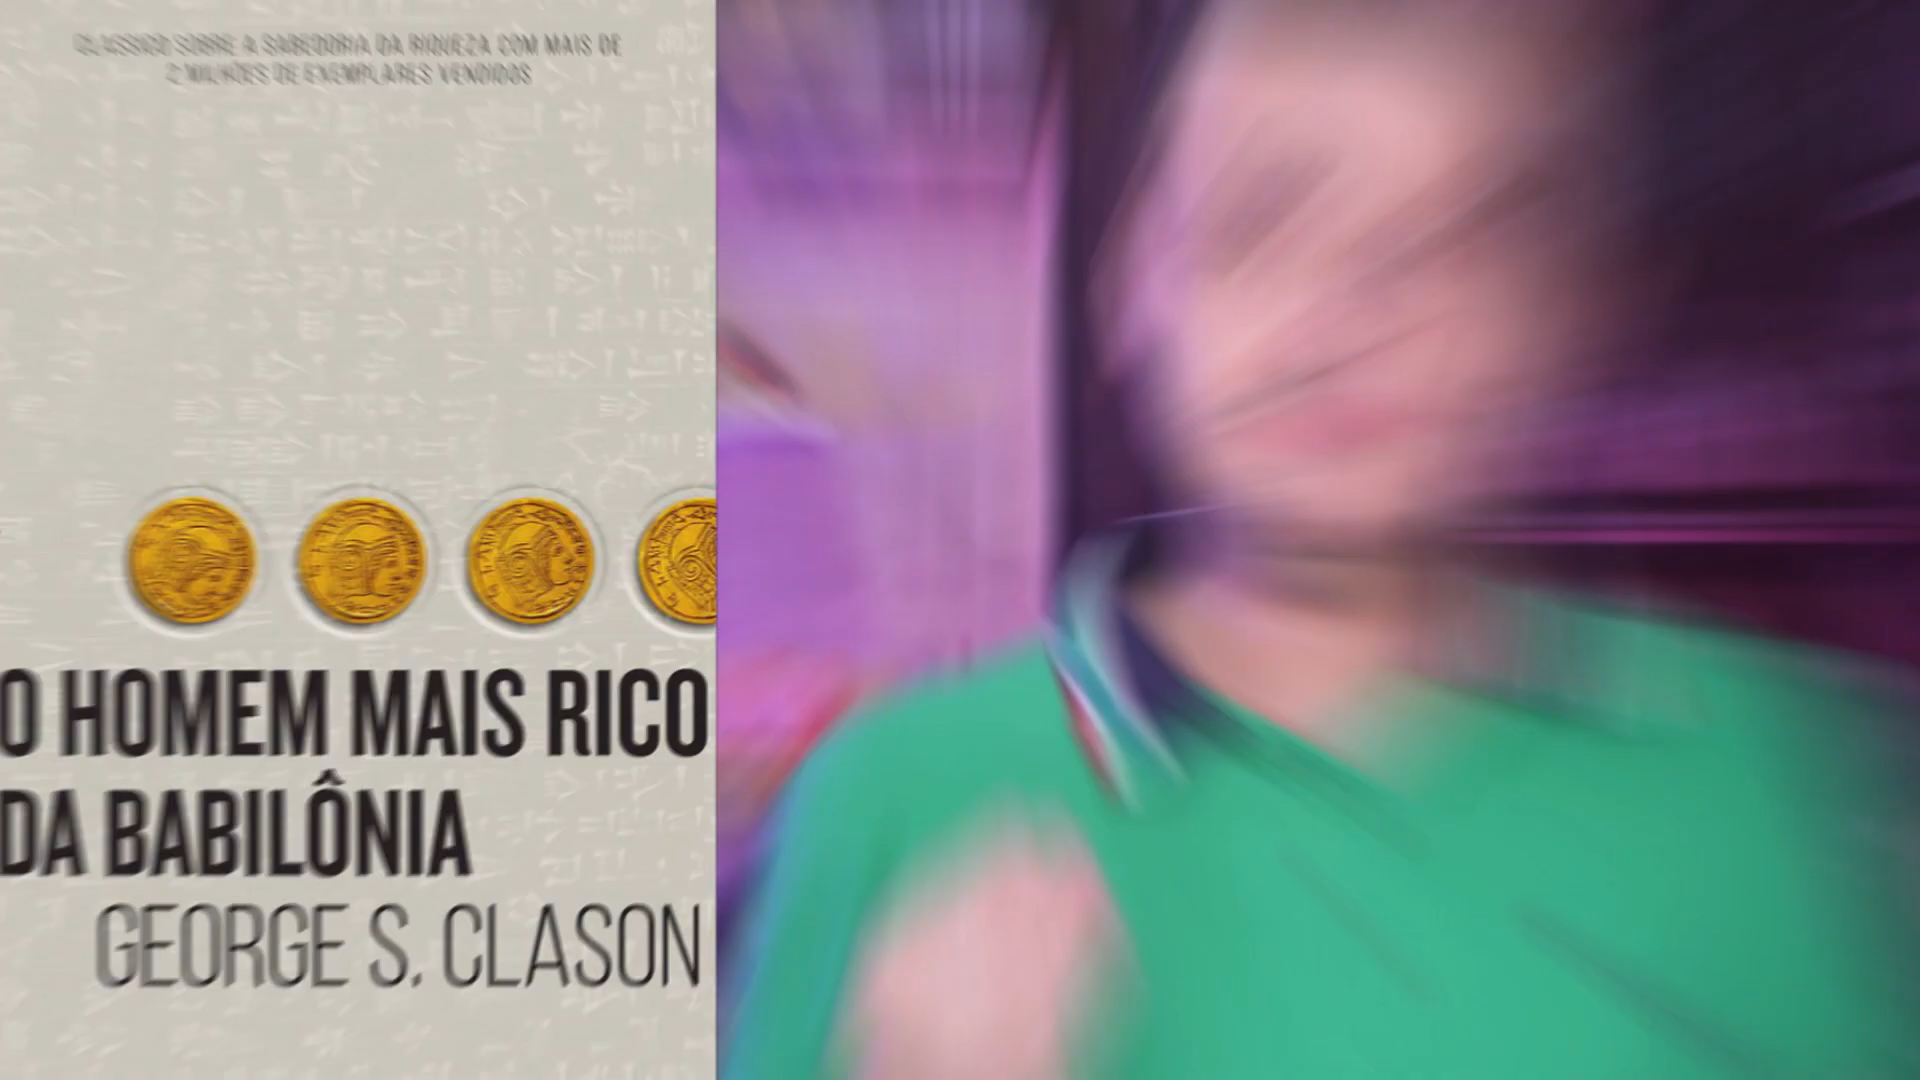 CLÁSSICO SOBRE A SABEDORIA DA RIQUEZA COM MAIS DE
2 MILHÕES DE EXEMPLARES VENDIDOS
O HOMEM MAIS RICO
DA BABILÔNIA
GEORGE S. CLASON